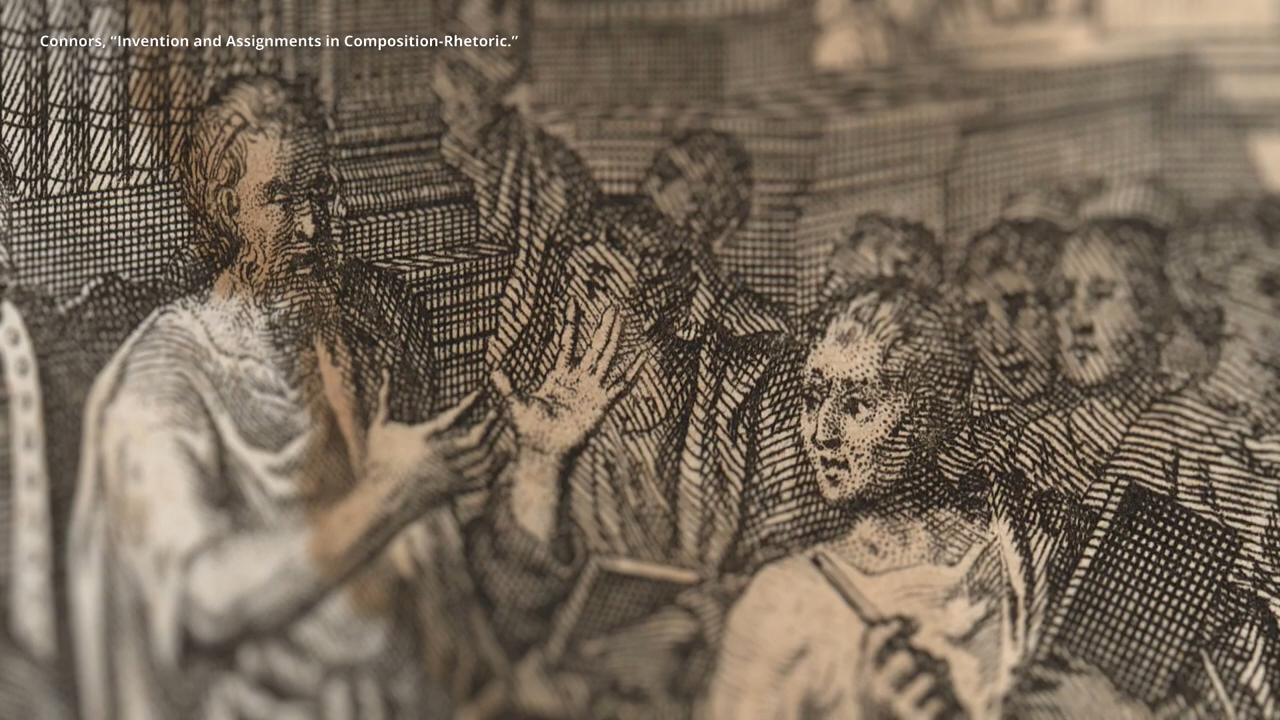 Connors, “Invention and Assignments in Composition-Rhetoric.”